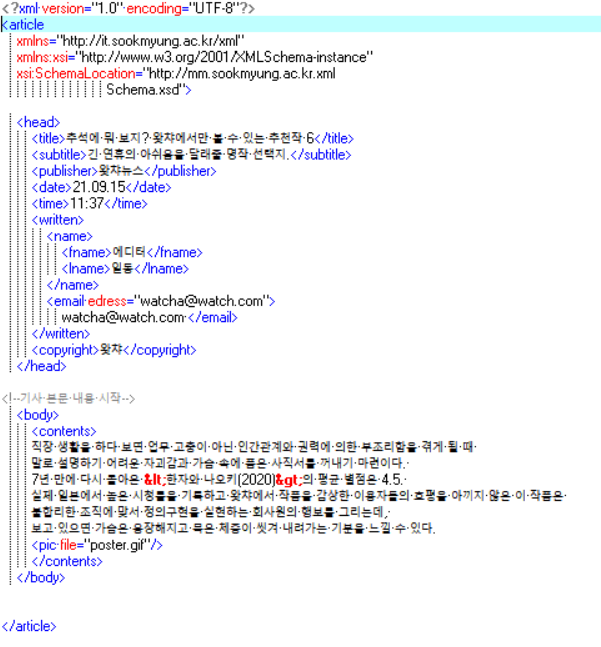 <?xml version="1.0" encoding="UTF-8"?>
<article
xmlns="http://it.sookmyung.ac.kr/xml"
xmlns:xsi="http://www.w3.org/2001/XMLSchema-instance"
xsi:SchemaLocation="http://mm.sookmyung.ac.kr.xml
Schema.xsd">
<head>
<title>추석에 뭐 보지? 왓챠에서만 볼 수 있는 추천작 6</title>
<subtitle>긴 연휴의 아쉬움을 달래줄 명작 선택지.</subtitle>
<publisher>왓챠뉴스</publisher>
<date>21.09.15</date>
<time>11:37</time>
<written>
<name>
<fname>에디터</fname>
<lname>일동</lname>
</name>
<email edress="watcha@watch.com">
watcha@watch.com </email>
</written>
<copyright>왓챠</copyright>
</head>
<!--기사 본문 내용 시작-->
<body>
<contents>
직장 생활을 하다 보면 업무 고충이 아닌 인간관계와 권력에 의한 부조리함을 겪게 될 때
말로 설명하기 어려운 자괴감과 가슴 속에 품은 사직서를 꺼내기 마련이다.
7년 만에 다시 돌아온 &lt;한자와 나오키(2020)&gt;의 평균 별점은 4.5.
실제 일본에서 높은 시청률을 기록하고 왓챠에서 작품을 감상한 이용자들의 호평을 아끼지 않은 이 작품은
불합리한 조직에 맞서 정의구현을 실현하는 회사원의 행보를 그리는데,
보고 있으면 가슴은 웅장해지고 묵은 체증이 씻겨 내려가는 기분을 느낄 수 있다.
<pic file="poster.gif"/>
</contents>
</body>
</article>